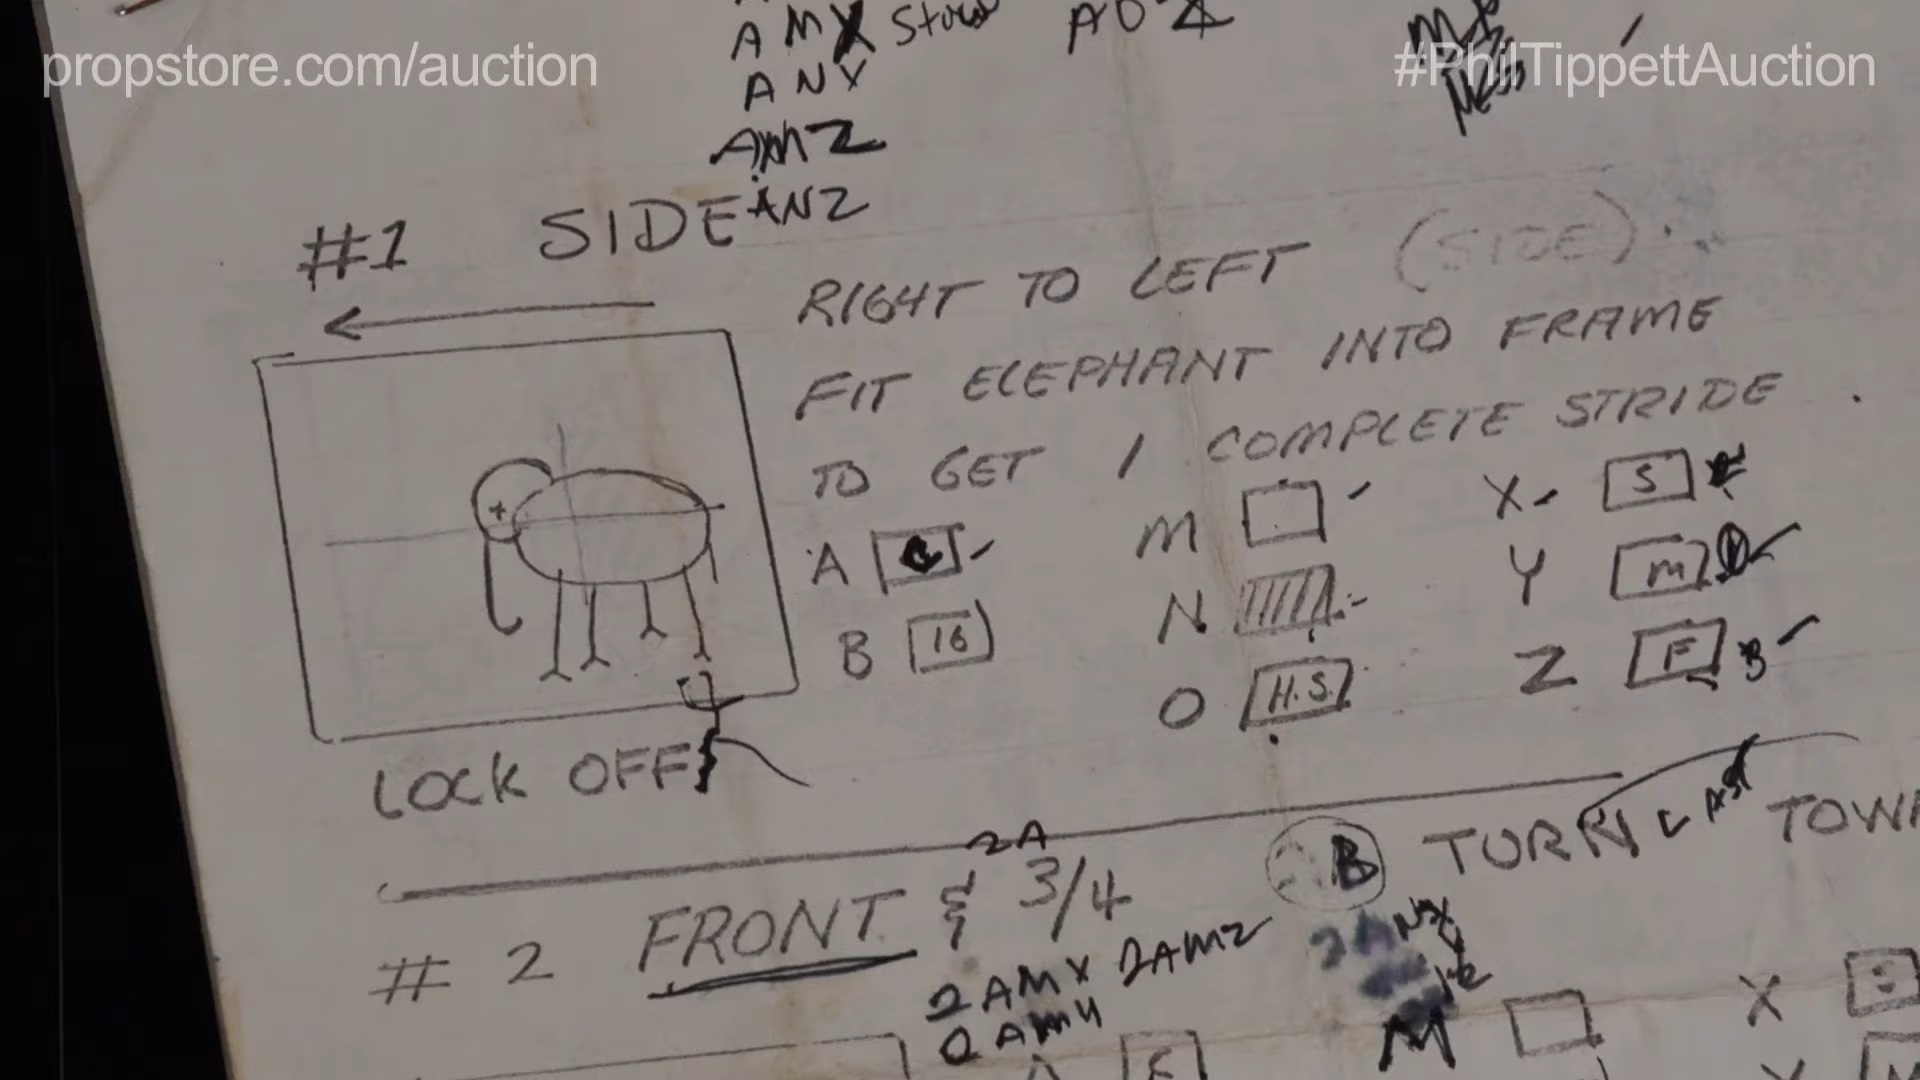 propstore.com/auction
#PhilTippettAuction
AMX
ANY
AMZ
ANZ
#1 SIDE
RIGHT TO LEFT (SIDE)
FIT ELEPHANT INTO FRAME
TO GET 1 COMPLETE STRIDE
A M X S
B 16 N Y M
O H.S. Z F B
LOCK OFF
2A
#2 FRONT & 3/4 B TURN LAST
2AMX 2AMZ
M X